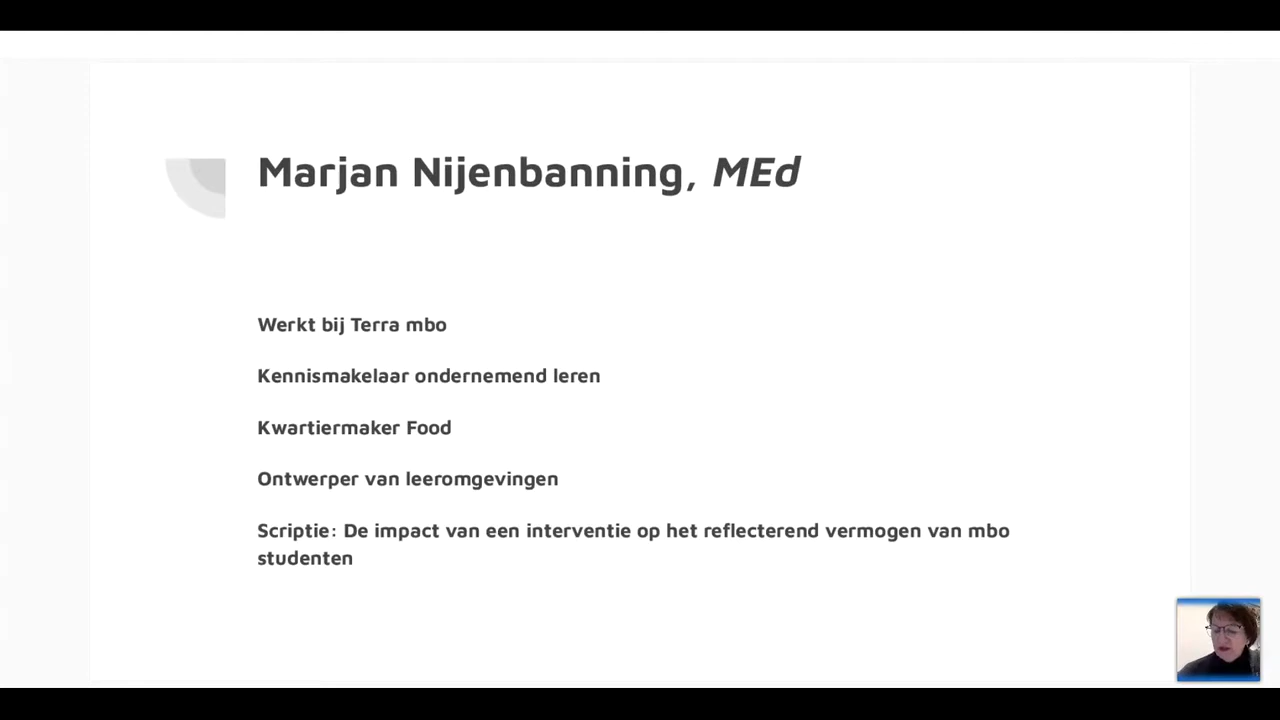 Marjan Nijenbanning, MEd
Werkt bij Terra mbo
Kennismakelaar ondernemend leren
Kwartiermaker Food
Ontwerper van leeromgevingen
Scriptie: De impact van een interventie op het reflecterend vermogen van mbo
studenten